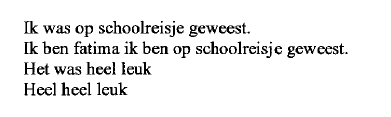 Ik was op schoolreisje geweest.
Ik ben fatima ik ben op schoolreisje geweest.
Het was heel leuk
Heel heel leuk